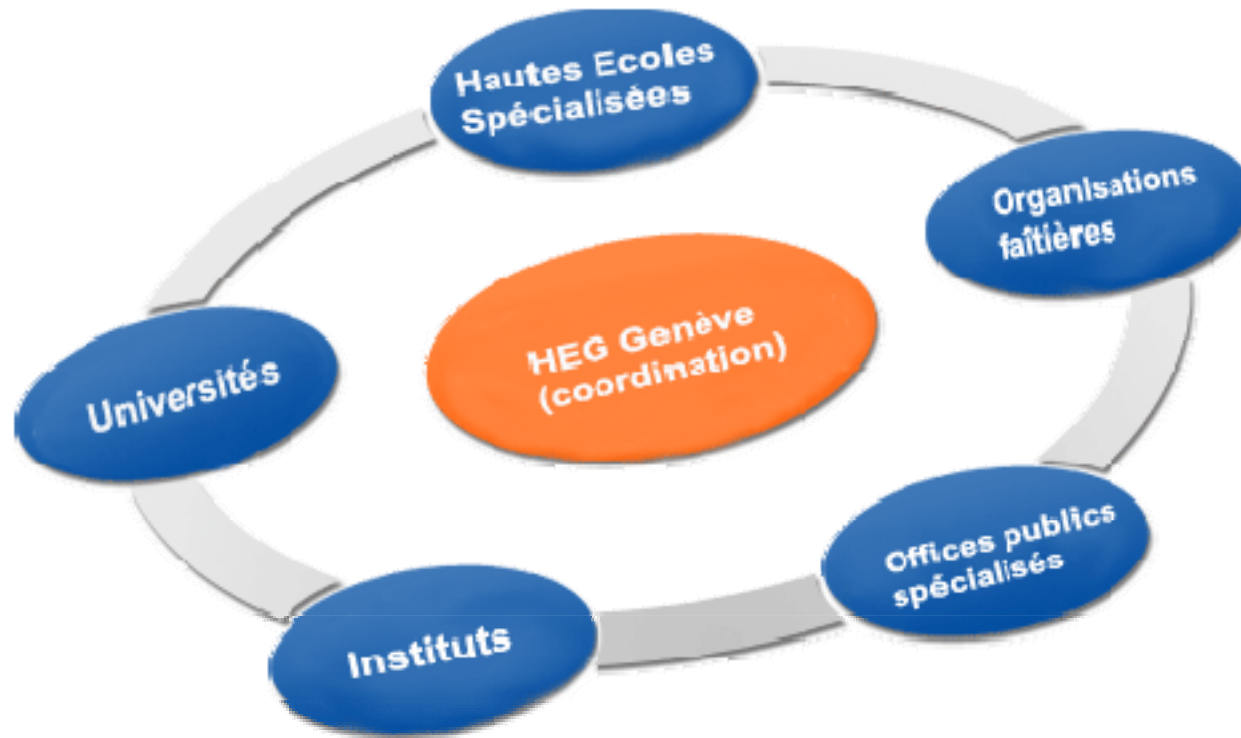 Hautes Ecoles
Spécialisées
Organisations
faîtières
HEG Genève
(coordination)
Universités
Offices publics
spécialisés
Instituts